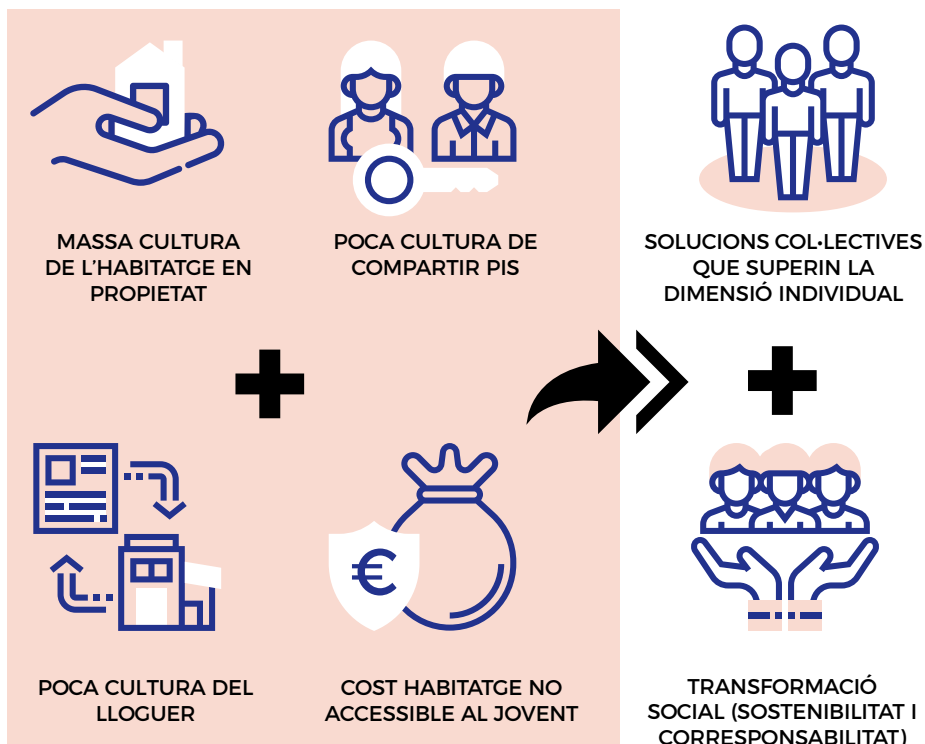 MASSA CULTURA
DE L'HABITATGE EN
PROPIETAT
POCA CULTURA DE
COMPARTIR PIS
SOLUCIONS COL•LECTIVES
QUE SUPERIN LA
DIMENSIÓ INDIVIDUAL
€
POCA CULTURA DEL
LLOGUER
COST HABITATGE NO
ACCESSIBLE AL JOVENT
TRANSFORMACIÓ
SOCIAL (SOSTENIBILITAT I
CORRESPONSABILITAT)